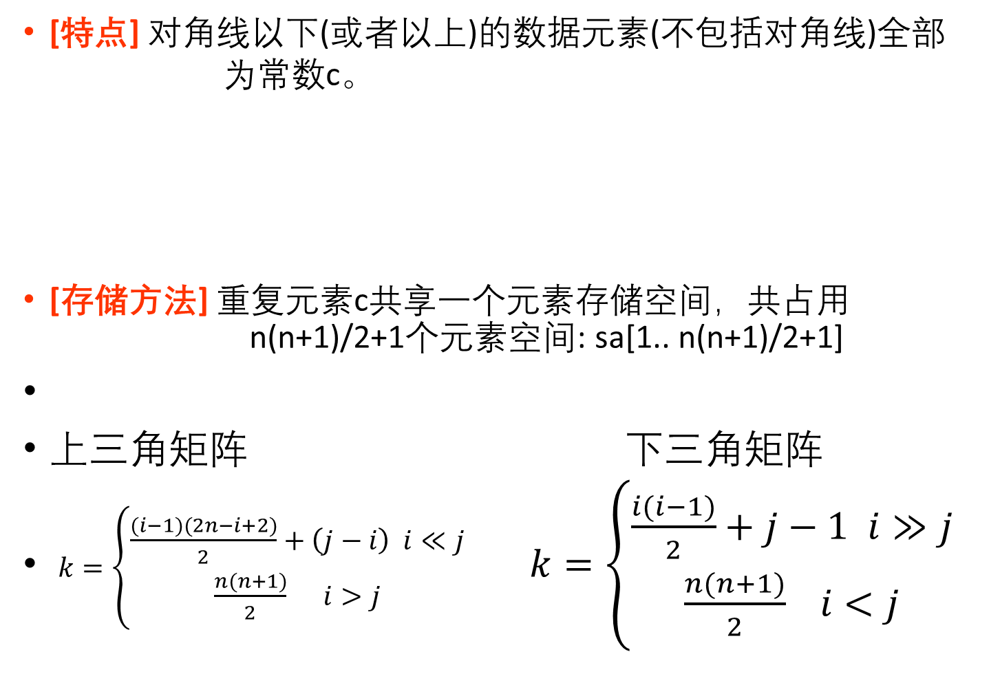 • [特点] 对角线以下(或者以上)的数据元素(不包括对角线)全部
为常数c。
• [存储方法] 重复元素c共享一个元素存储空间，共占用
n(n+1)/2+1个元素空间: sa[1.. n(n+1)/2+1]
•
• 上三角矩阵 下三角矩阵
• k = { (i−1)(2n−i+2)/2 + (j − i) i ≪ j
n(n+1)/2 i > j
k = { i(i−1)/2 + j − 1 i ≫ j
n(n+1)/2 i < j